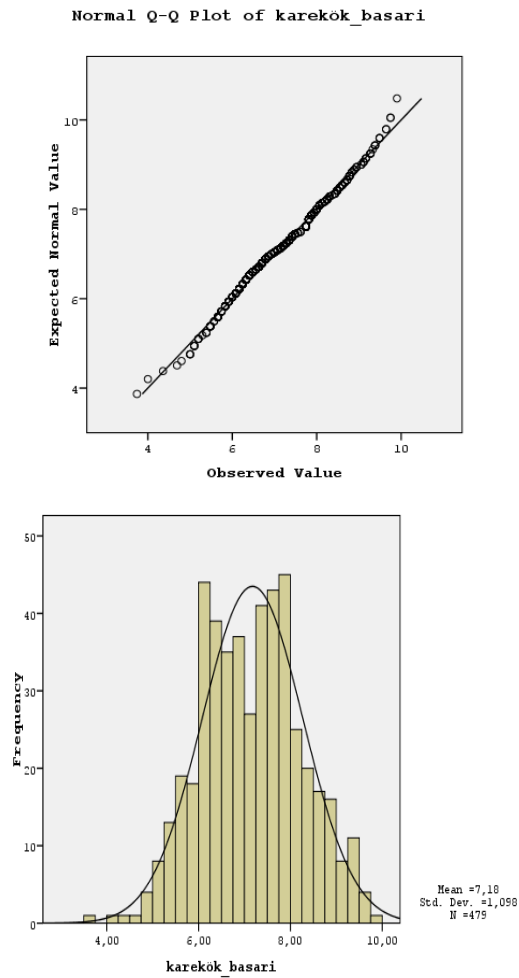 Normal Q-Q Plot of karekök_basari
Expected Normal Value
10
8
6
4
4 6 8 10
Observed Value
Frequency
50
40
30
20
10
0
4,00 6,00 8,00 10,00
karekök_basari
Mean =7,18
Std. Dev. =1,098
N =479